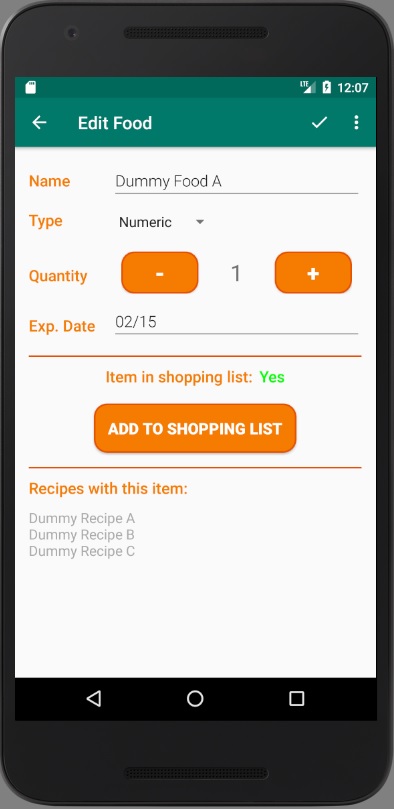 LTE 12:07
Edit Food
Name Dummy Food A
Type Numeric
Quantity - 1 +
Exp. Date 02/15
Item in shopping list: Yes
ADD TO SHOPPING LIST
Recipes with this item:
Dummy Recipe A
Dummy Recipe B
Dummy Recipe C